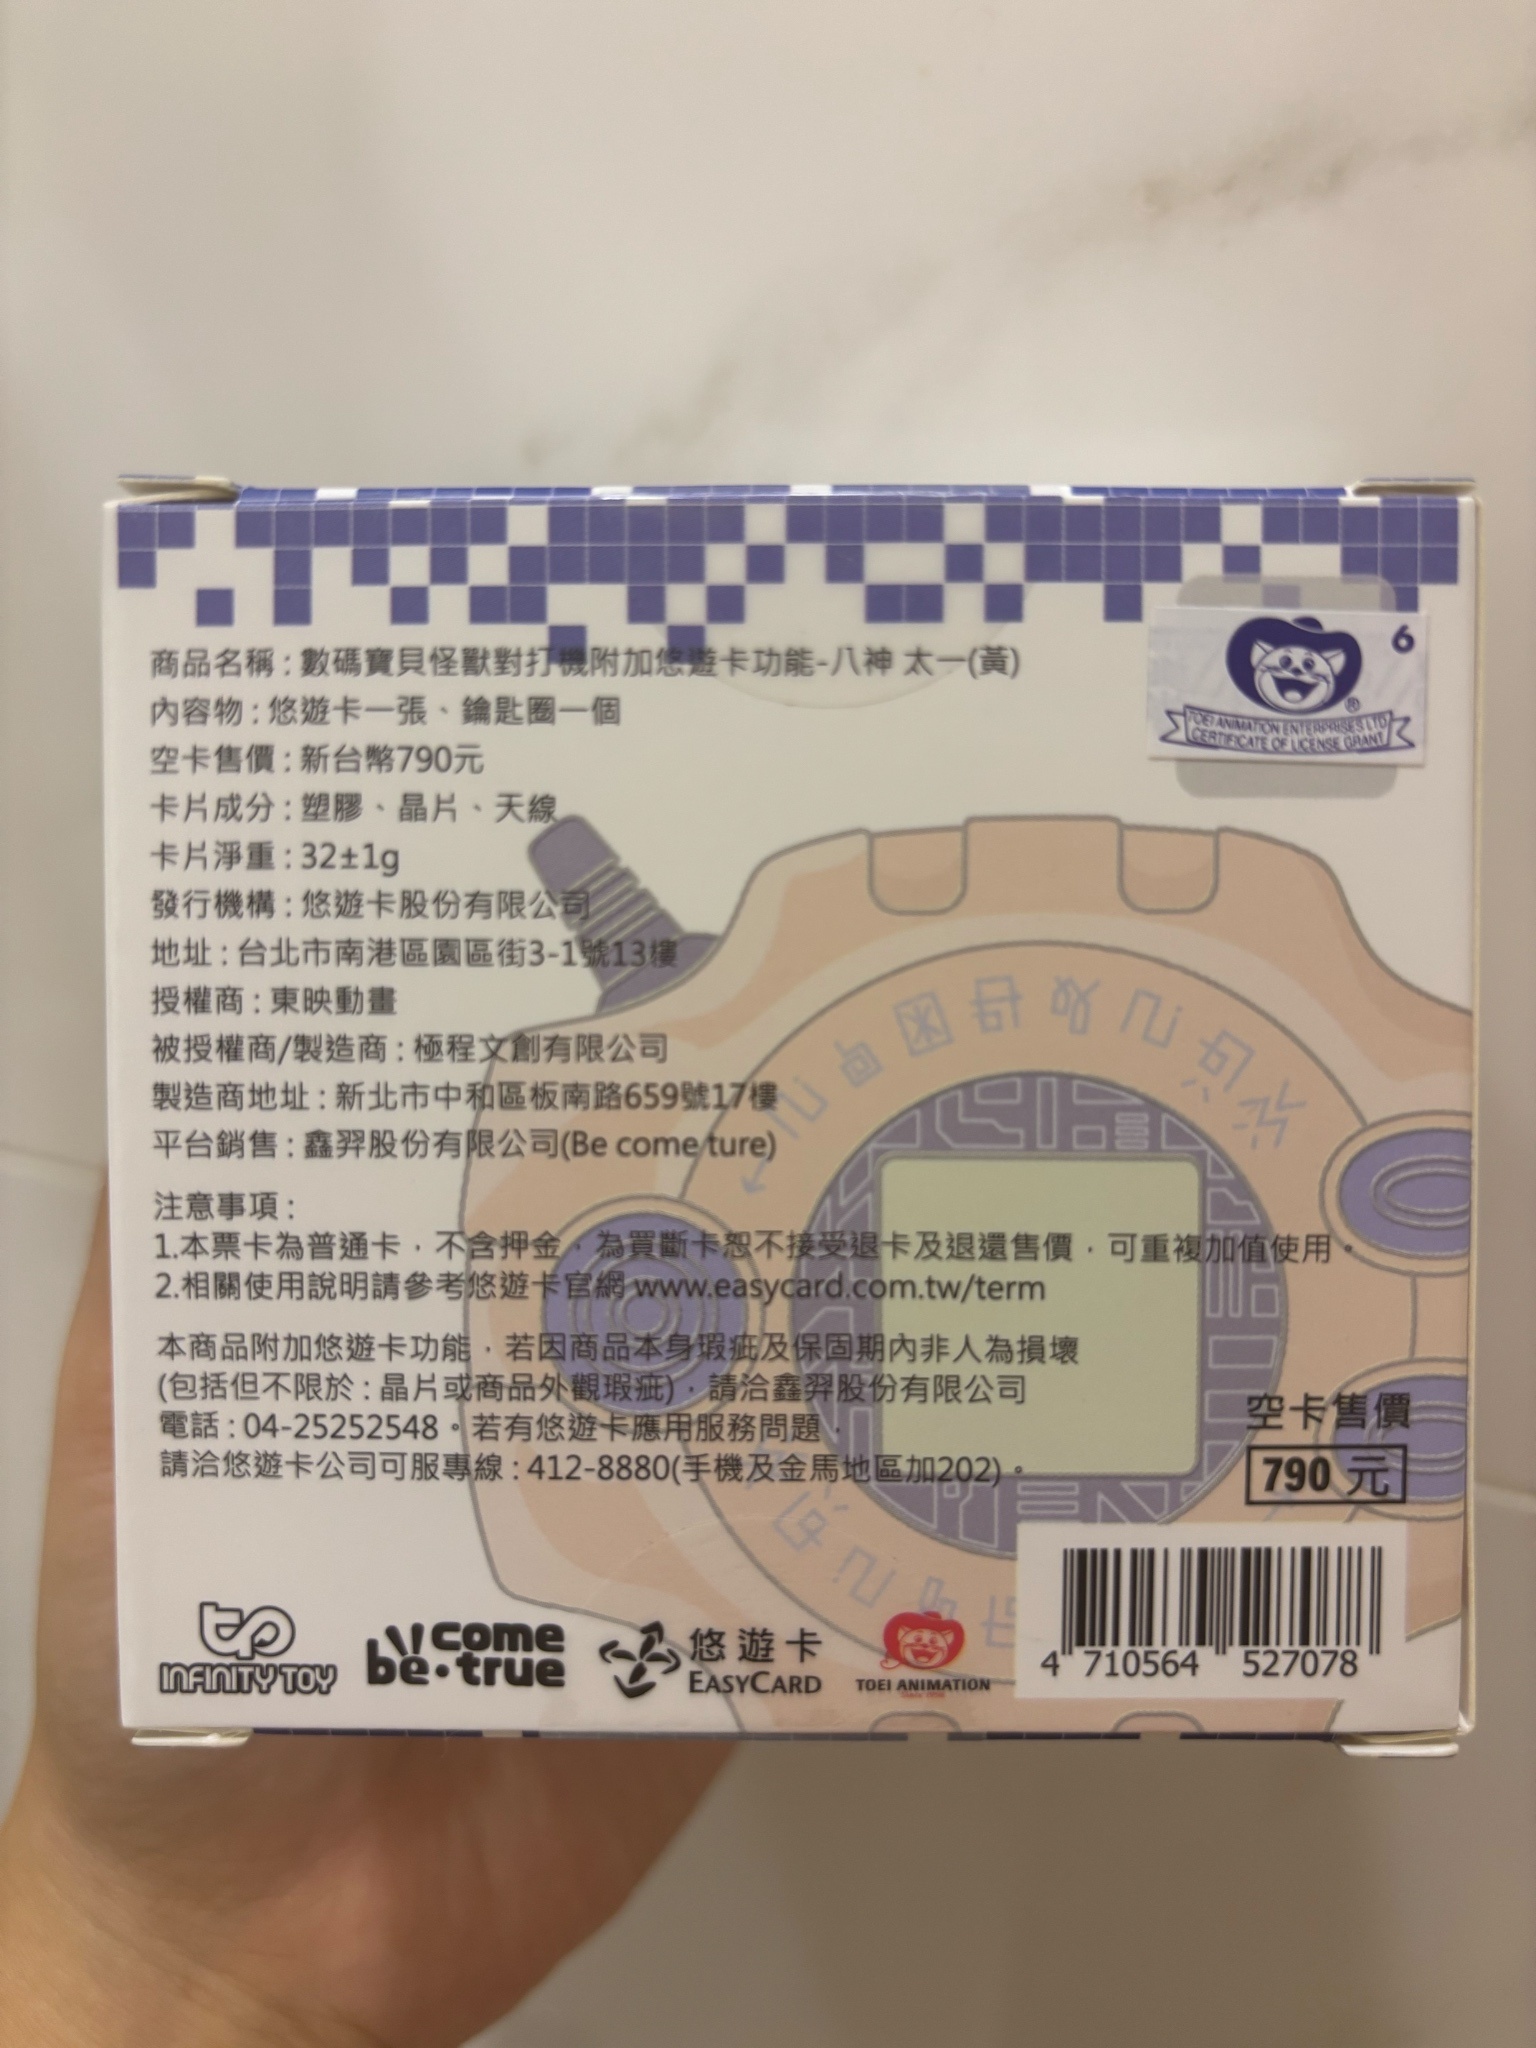 商品名稱：數碼寶貝怪獸對打機附加悠遊卡功能-八神 太一(黃)
內容物：悠遊卡一張、鑰匙圈一個
空卡售價：新台幣790元
卡片成分：塑膠、晶片、天線
卡片淨重：32±1g
發行機構：悠遊卡股份有限公司
地址：台北市南港區園區街3-1號13樓
授權商：東映動畫
被授權商/製造商：極程文創有限公司
製造商地址：新北市中和區板南路659號17樓
平台銷售：鑫羿股份有限公司(Be come ture)
6
®
TOEI ANIMATION ENTERPRISES LTD
CERTIFICATE OF LICENSE GRANT
注意事項：
1.本票卡為普通卡，不含押金，為買斷卡恕不接受退卡及退還售價，可重複加值使用。
2.相關使用說明請參考悠遊卡官網 www.easycard.com.tw/term
本商品附加悠遊卡功能，若因商品本身瑕疵及保固期內非人為損壞
(包括但不限於：晶片或商品外觀瑕疵)，請洽鑫羿股份有限公司
電話：04-25252548。若有悠遊卡應用服務問題，
請洽悠遊卡公司可服專線：412-8880(手機及金馬地區加202)。
空卡售價
790 元
INFINITY TOY
be come true
悠遊卡
EASYCARD
TOEI ANIMATION
4 710564 527078